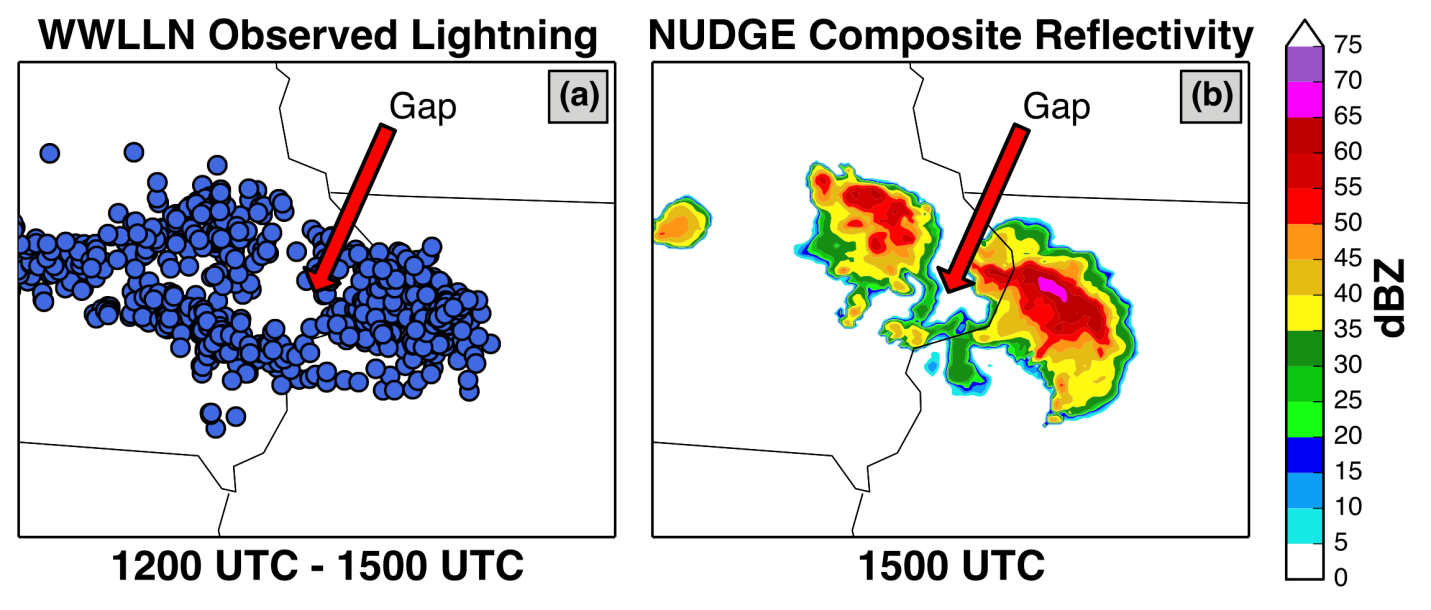 WWLLN Observed Lightning
(a)
Gap
1200 UTC - 1500 UTC
NUDGE Composite Reflectivity
(b)
Gap
1500 UTC
75
70
65
60
55
50
45
40
35
30
25
20
15
10
5
0
dBZ